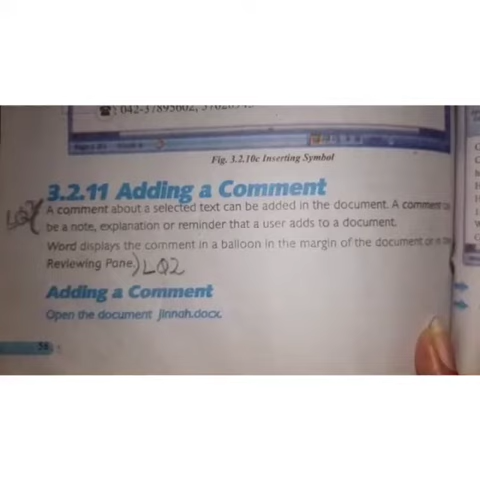 ☎: 042-37895602,
Fig. 3.2.10c Inserting Symbol
3.2.11 Adding a Comment
A comment about a selected text can be added in the document. A comment
be a note, explanation or reminder that a user adds to a document.
Word displays the comment in a balloon in the margin of the document or in the
Reviewing Pane.) LQ2
Adding a Comment
Open the document Jinnah.docx.
56